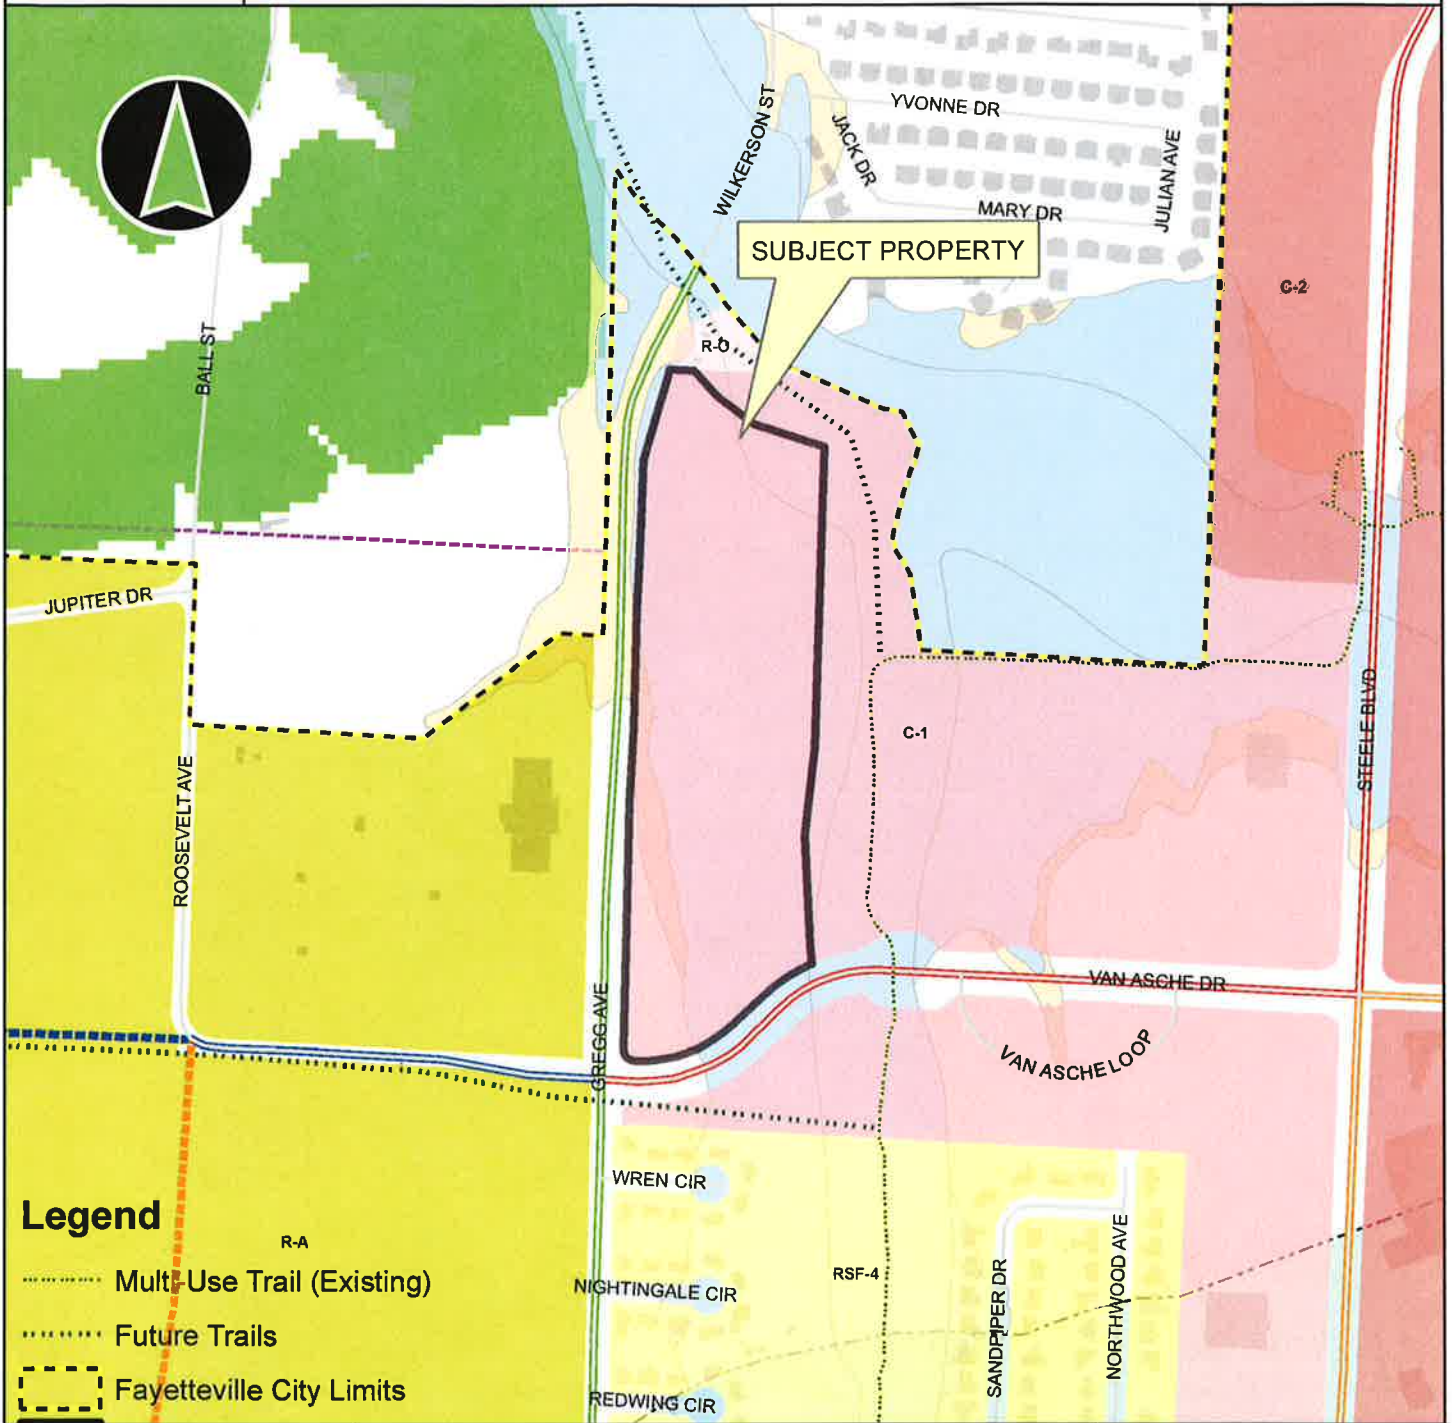 YVONNE DR
WILKERSON ST
JACK DR
JULIAN AVE
MARY DR
SUBJECT PROPERTY
C-2
R-O
BALL ST
JUPITER DR
STEELE BLVD
C-1
ROOSEVELT AVE
VAN ASCHE DR
GREGG AVE
VAN ASCHE LOOP
WREN CIR
Legend
R-A
Multi-Use Trail (Existing)
RSF-4
NIGHTINGALE CIR
SANDPIPER DR
NORTHWOOD AVE
Future Trails
Fayetteville City Limits
REDWING CIR